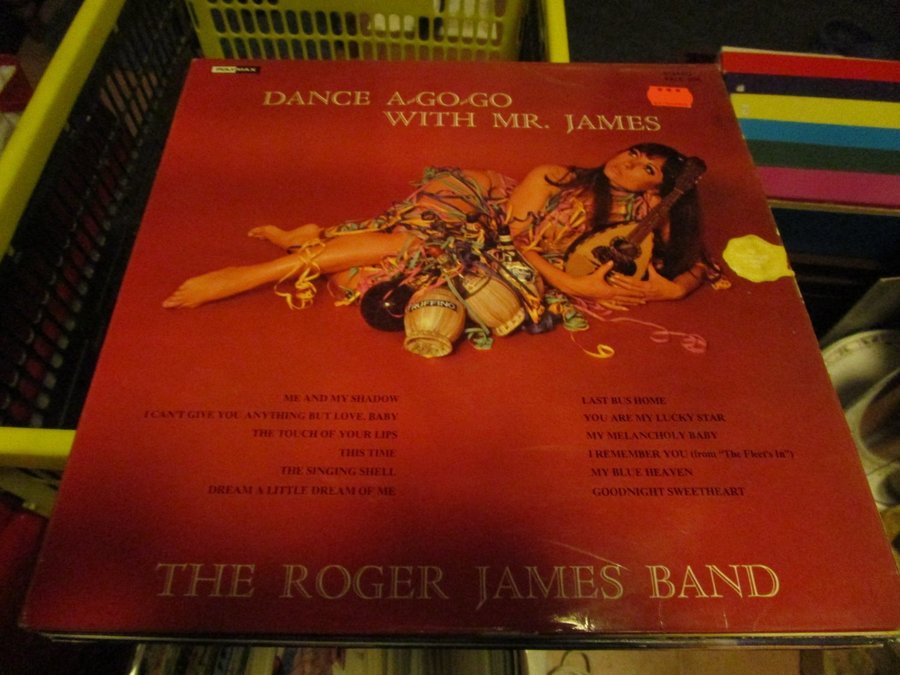 DANCE A-GO-GO
WITH MR. JAMES
RUFFINO
ME AND MY SHADOW
I CAN'T GIVE YOU ANYTHING BUT LOVE, BABY
THE TOUCH OF YOUR LIPS
THIS TIME
THE SINGING SHELL
DREAM A LITTLE DREAM OF ME
LAST BUS HOME
YOU ARE MY LUCKY STAR
MY MELANCHOLY BABY
I REMEMBER YOU (from "The Fleet's In")
MY BLUE HEAVEN
GOODNIGHT SWEETHEART
THE ROGER JAMES BAND